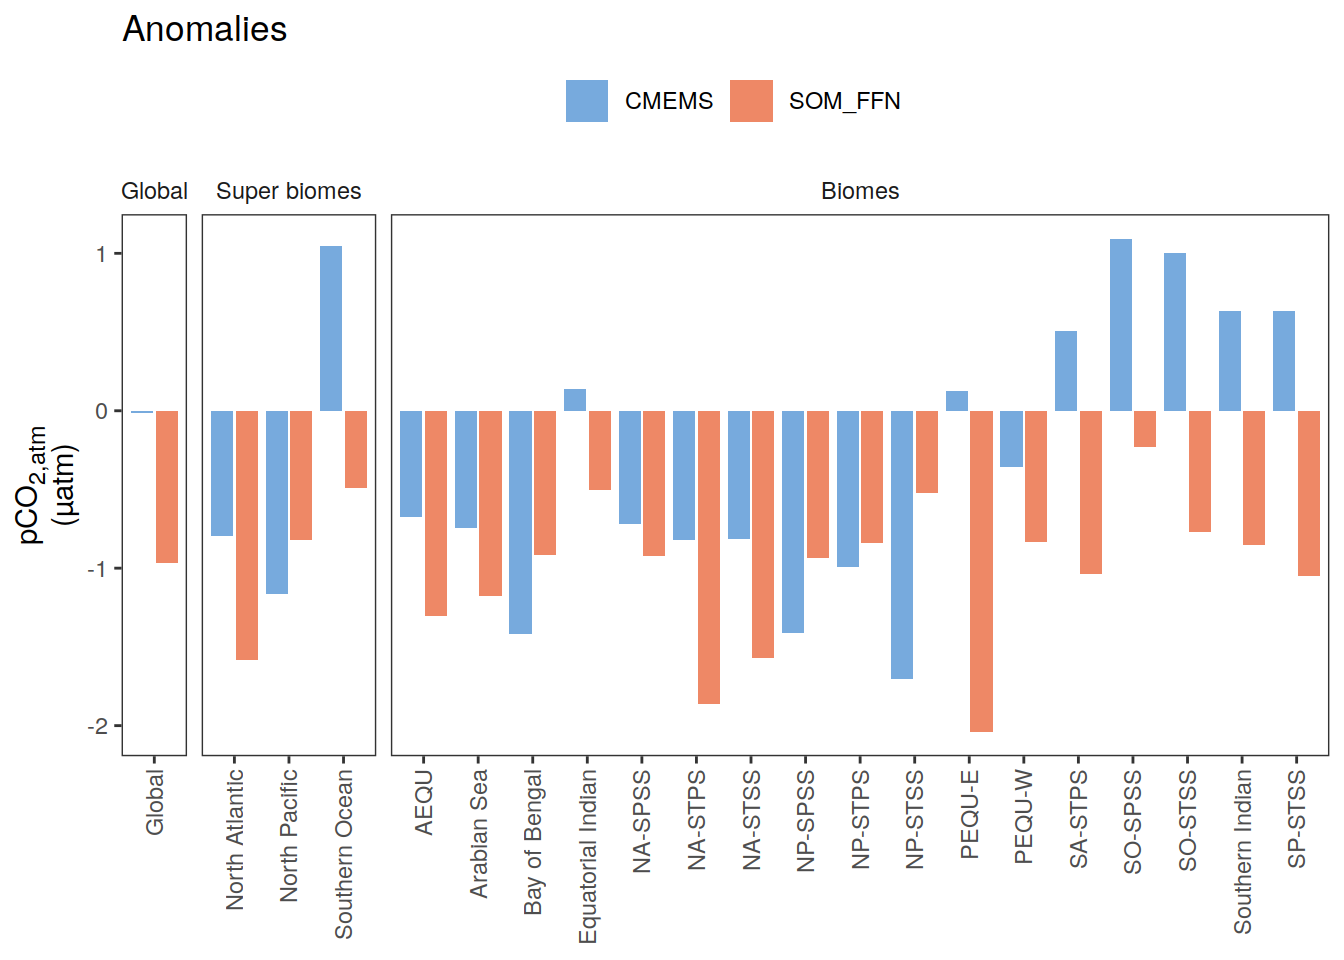 Anomalies
CMEMS
SOM_FFN
Global
Super biomes
Biomes
pCO2,atm
(µatm)
1
0
-1
-2
Global
North Atlantic
North Pacific
Southern Ocean
AEQU
Arabian Sea
Bay of Bengal
Equatorial Indian
NA-SPSS
NA-STPS
NA-STSS
NP-SPSS
NP-STPS
NP-STSS
PEQU-E
PEQU-W
SA-STPS
SO-SPSS
SO-STSS
Southern Indian
SP-STSS